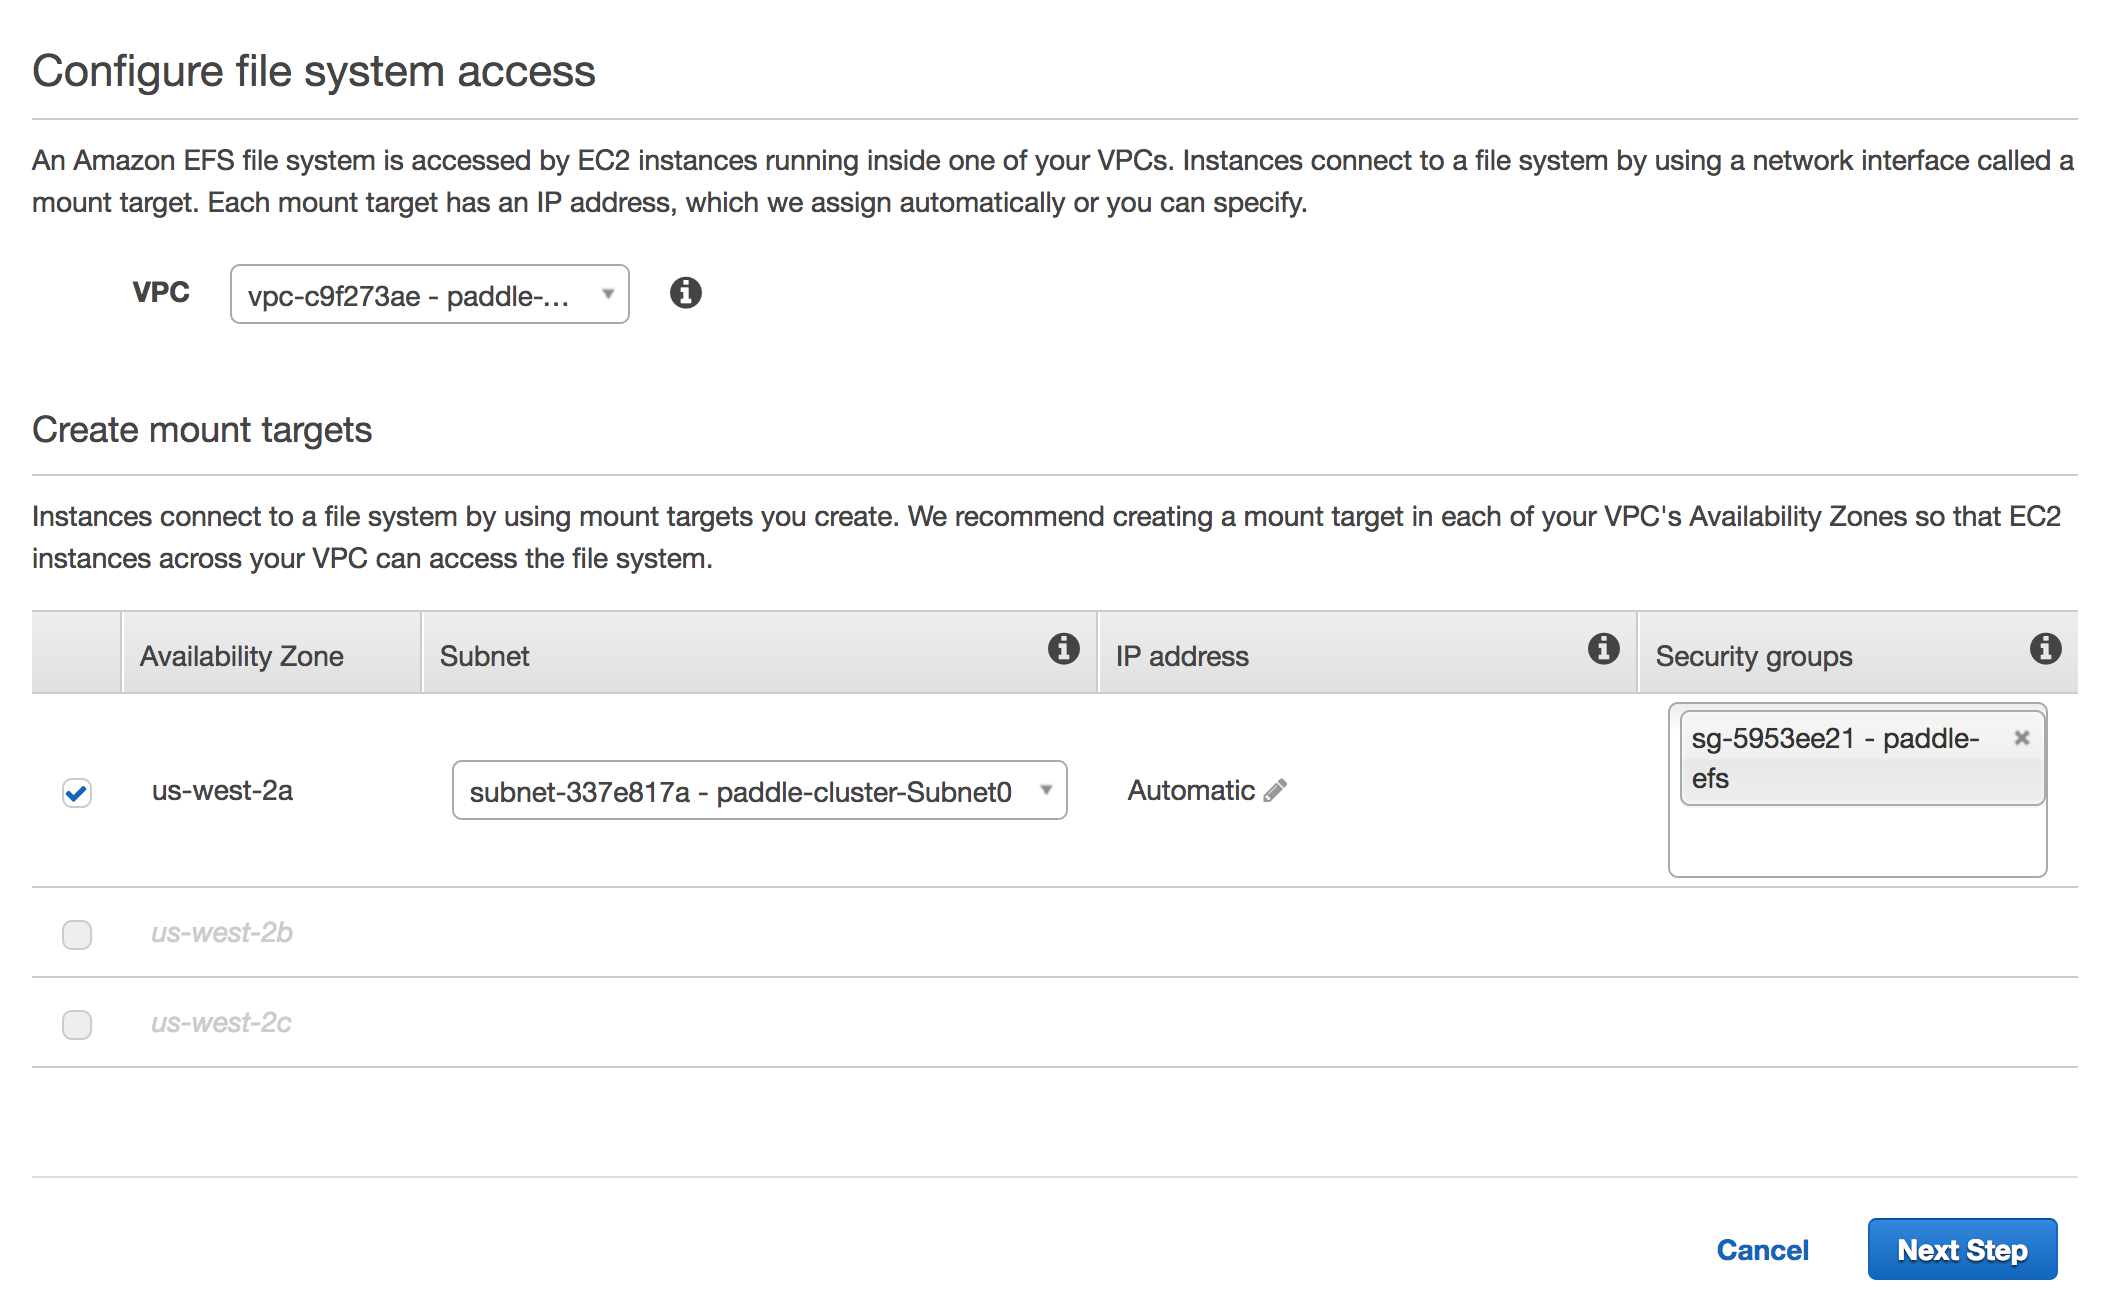 Configure file system access
An Amazon EFS file system is accessed by EC2 instances running inside one of your VPCs. Instances connect to a file system by using a network interface called a
mount target. Each mount target has an IP address, which we assign automatically or you can specify.
VPC vpc-c9f273ae - paddle-...
Create mount targets
Instances connect to a file system by using mount targets you create. We recommend creating a mount target in each of your VPC's Availability Zones so that EC2
instances across your VPC can access the file system.
Availability Zone Subnet IP address Security groups
us-west-2a subnet-337e817a - paddle-cluster-Subnet0 Automatic sg-5953ee21 - paddle-
efs
us-west-2b
us-west-2c
Cancel Next Step